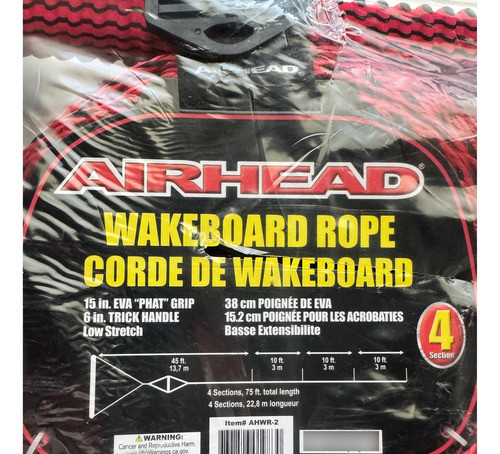 AIRHEAD
AIRHEAD®
WAKEBOARD ROPE
CORDE DE WAKEBOARD
15 in. EVA "PHAT" GRIP
6 in. TRICK HANDLE
Low Stretch
38 cm POIGNÉE DE EVA
15.2 cm POIGNÉE POUR LES ACROBATIES
Basse Extensibilite
4
Section
45 ft. 10 ft. 10 ft. 10 ft.
13,7 m 3 m 3 m 3 m
4 Sections, 75 ft. total length
4 Sections, 22,8 m longueur
Item# AHWR-2
WARNING:
Cancer and Reproductive Harm